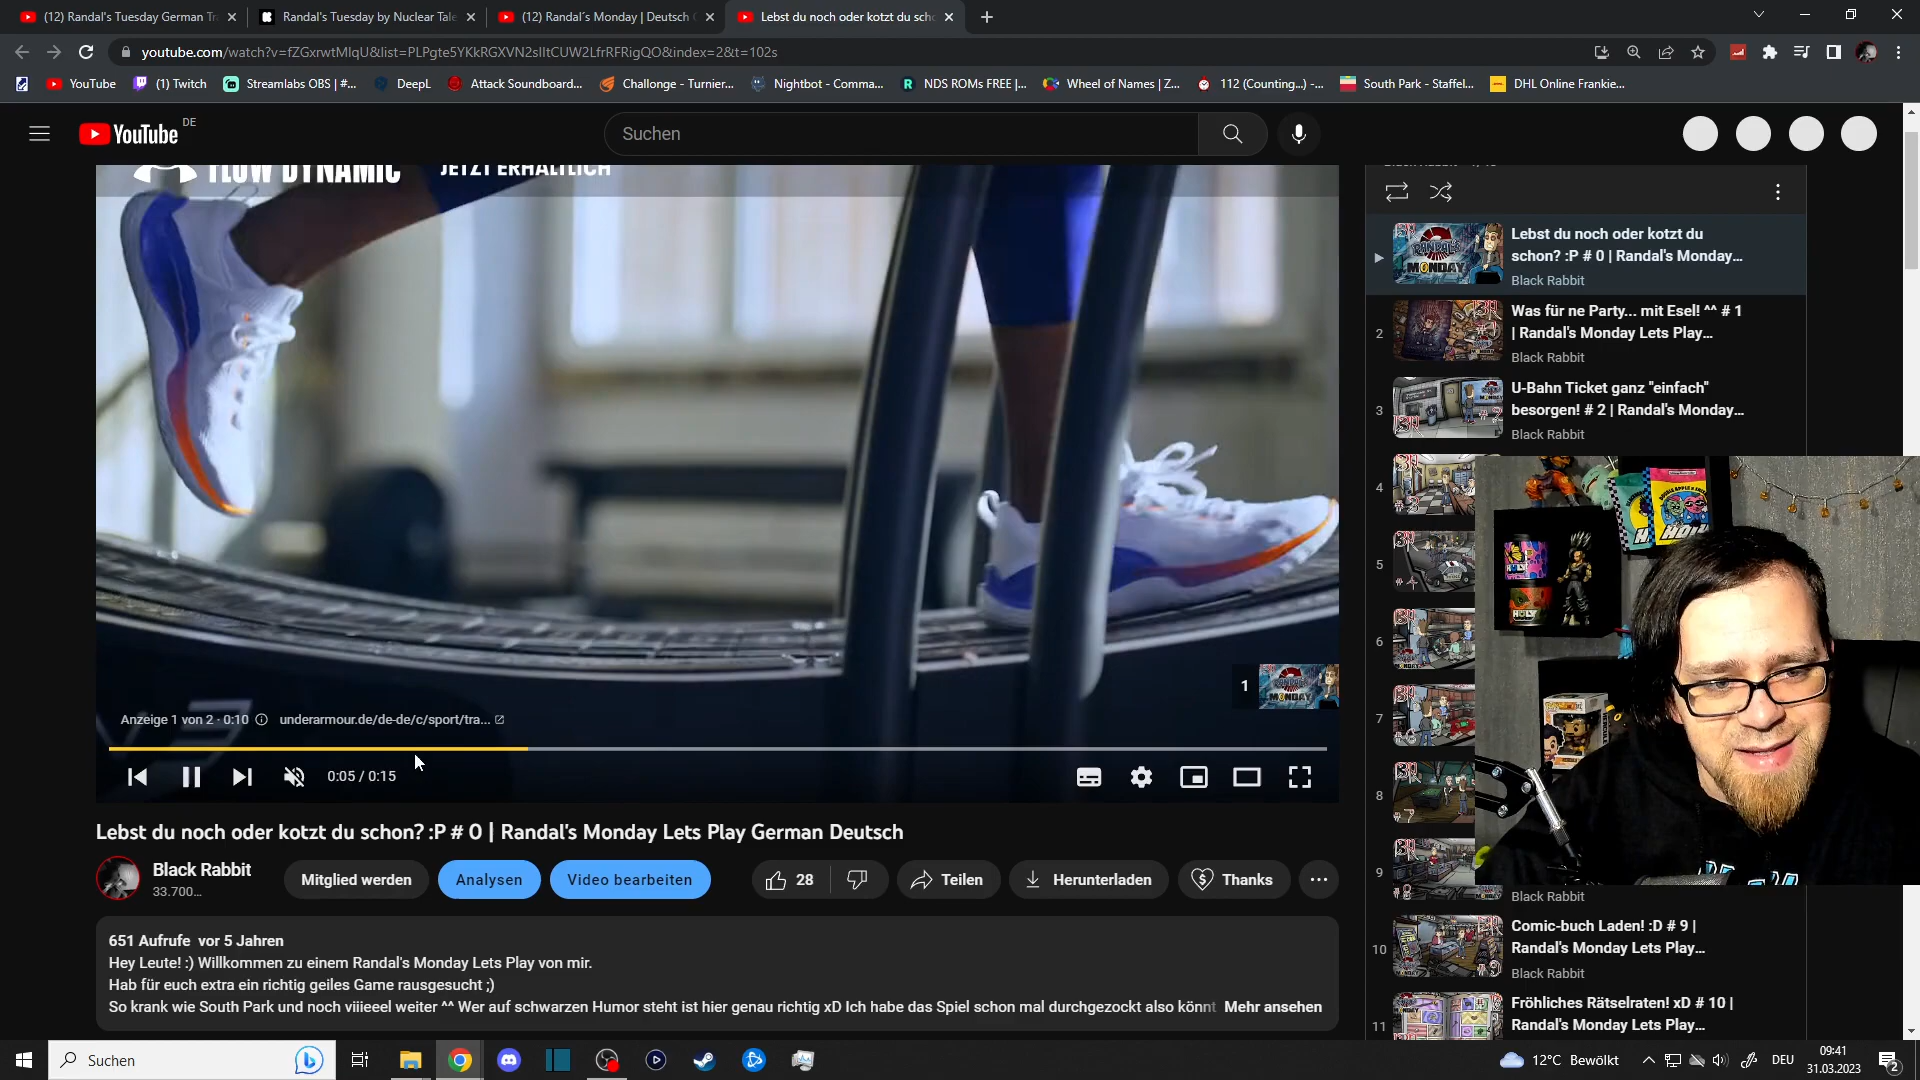 (12) Randal's Tuesday German Tr
Randal's Tuesday by Nuclear Tale
(12) Randal´s Monday | Deutsch
Lebst du noch oder kotzt du scho
youtube.com/watch?v=fZGxrwtMlqU&list=PLPgte5YKkRGXVN2slItCUW2LfrRFRigQO&index=2&t=102s
YouTube
(1) Twitch
Streamlabs OBS | #...
DeepL
Attack Soundboard...
Challonge - Turnier...
Nightbot - Comma...
NDS ROMs FREE |...
Wheel of Names | Z...
112 (Counting...) -...
South Park - Staffel...
DHL Online Frankie...
YouTube DE
Suchen
FLOW DYNAMIC
JETZT ERHÄLTLICH
Lebst du noch oder kotzt du
schon? :P # 0 | Randal's Monday...
Black Rabbit
2
Was für ne Party... mit Esel! ^^ # 1
| Randal's Monday Lets Play...
Black Rabbit
3
U-Bahn Ticket ganz "einfach"
besorgen! # 2 | Randal's Monday...
Black Rabbit
4
5
6
7
8
9
Black Rabbit
10
Comic-buch Laden! :D # 9 |
Randal's Monday Lets Play...
Black Rabbit
11
Fröhliches Rätselraten! xD # 10 |
Randal's Monday Lets Play...
1
Anzeige 1 von 2 · 0:10
underarmour.de/de-de/c/sport/tra...
0:05 / 0:15
Lebst du noch oder kotzt du schon? :P # 0 | Randal's Monday Lets Play German Deutsch
Black Rabbit
33.700...
Mitglied werden
Analysen
Video bearbeiten
28
Teilen
Herunterladen
Thanks
651 Aufrufe vor 5 Jahren
Hey Leute! :) Willkommen zu einem Randal's Monday Lets Play von mir.
Hab für euch extra ein richtig geiles Game rausgesucht ;)
So krank wie South Park und noch viiieeel weiter ^^ Wer auf schwarzen Humor steht ist hier genau richtig xD Ich habe das Spiel schon mal durchgezockt also könnt Mehr ansehen
Suchen
12°C Bewölkt
DEU
09:41
31.03.2023
2